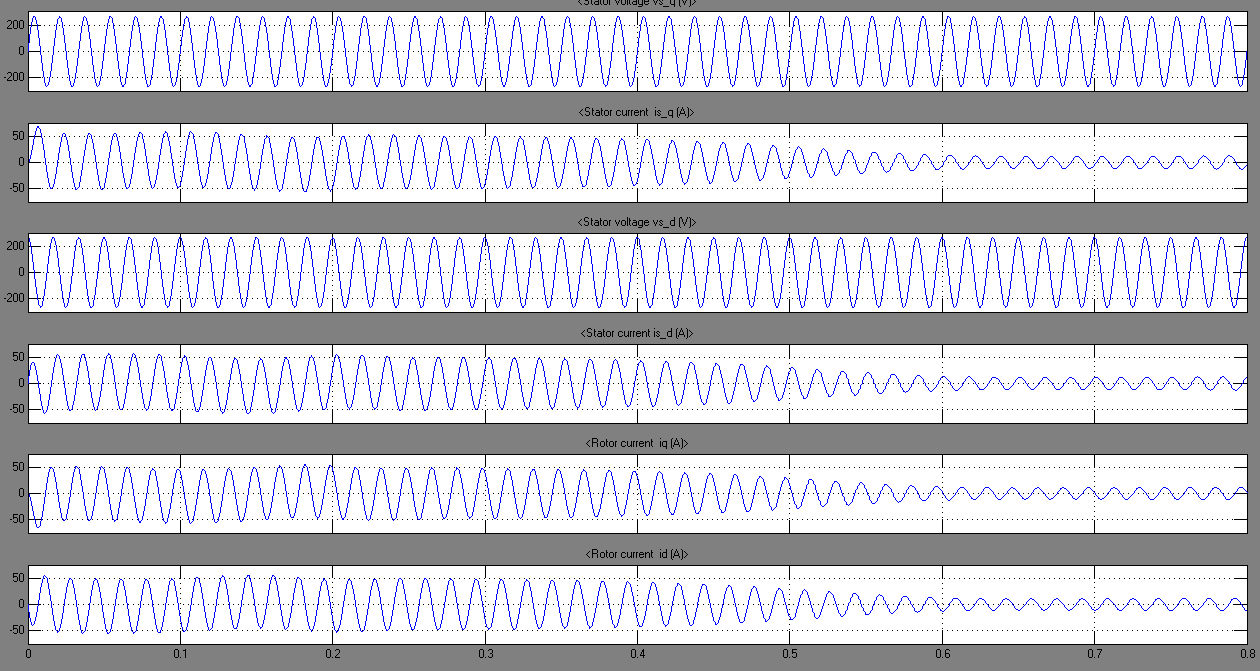 <Stator voltage vs_q (V)>
200
0
-200
<Stator current is_q (A)>
50
0
-50
<Stator voltage vs_d (V)>
200
0
-200
<Stator current is_d (A)>
50
0
-50
<Rotor current iq (A)>
50
0
-50
<Rotor current id (A)>
50
0
-50
0 0.1 0.2 0.3 0.4 0.5 0.6 0.7 0.8